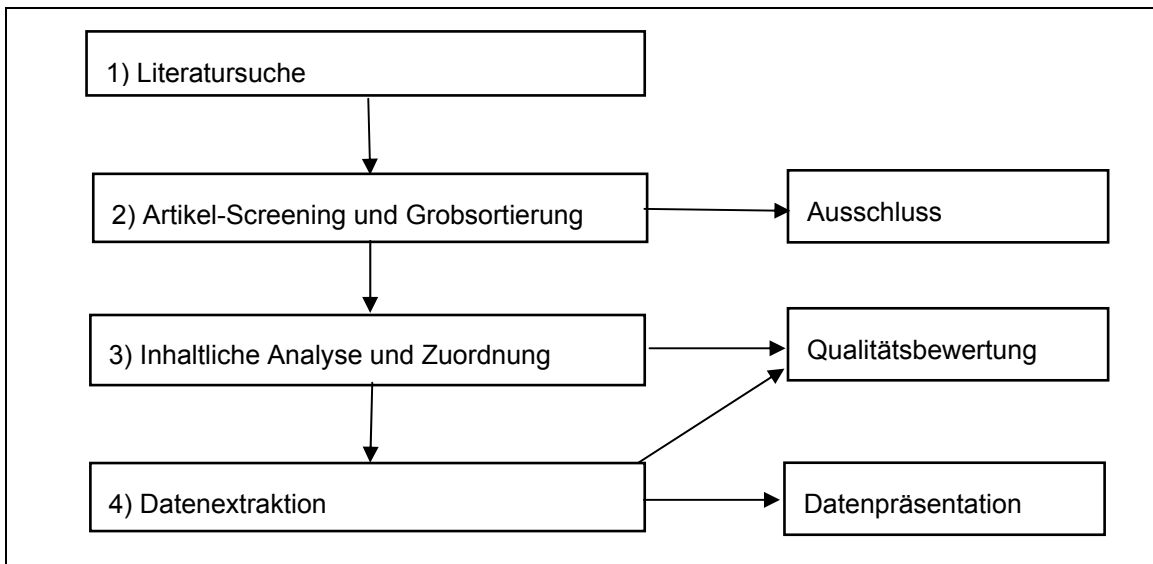 1) Literatursuche
2) Artikel-Screening und Grobsortierung
Ausschluss
3) Inhaltliche Analyse und Zuordnung
Qualitätsbewertung
4) Datenextraktion
Datenpräsentation